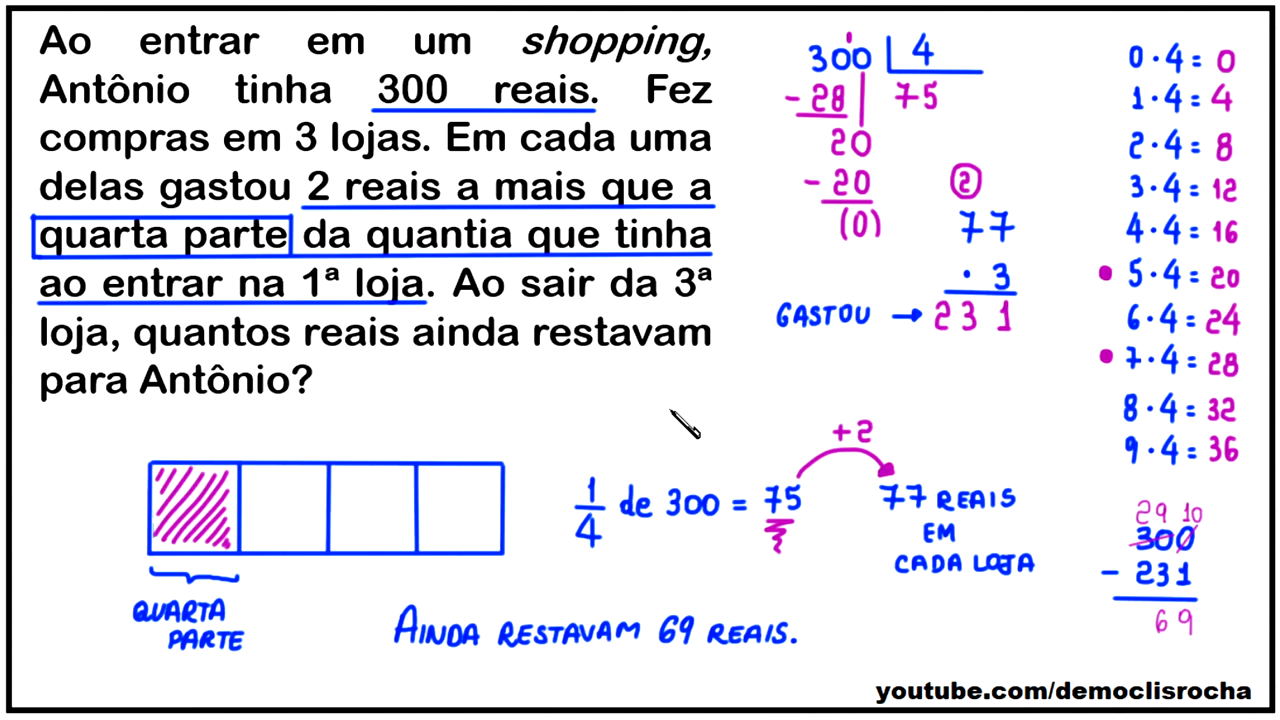 Ao entrar em um shopping,
Antônio tinha 300 reais. Fez
compras em 3 lojas. Em cada uma
delas gastou 2 reais a mais que a
quarta parte da quantia que tinha
ao entrar na 1ª loja. Ao sair da 3ª
loja, quantos reais ainda restavam
para Antônio?
300 4
- 28 75
20
- 20
(0)
2
77
· 3
GASTOU → 231
0 · 4 = 0
1 · 4 = 4
2 · 4 = 8
3 · 4 = 12
4 · 4 = 16
• 5 · 4 = 20
6 · 4 = 24
• 7 · 4 = 28
8 · 4 = 32
9 · 4 = 36
QUARTA
PARTE
1/4 de 300 = 75
+2
77 REAIS
EM
CADA LOJA
29 10
300
- 231
69
AINDA RESTAVAM 69 REAIS.
youtube.com/democlisrocha